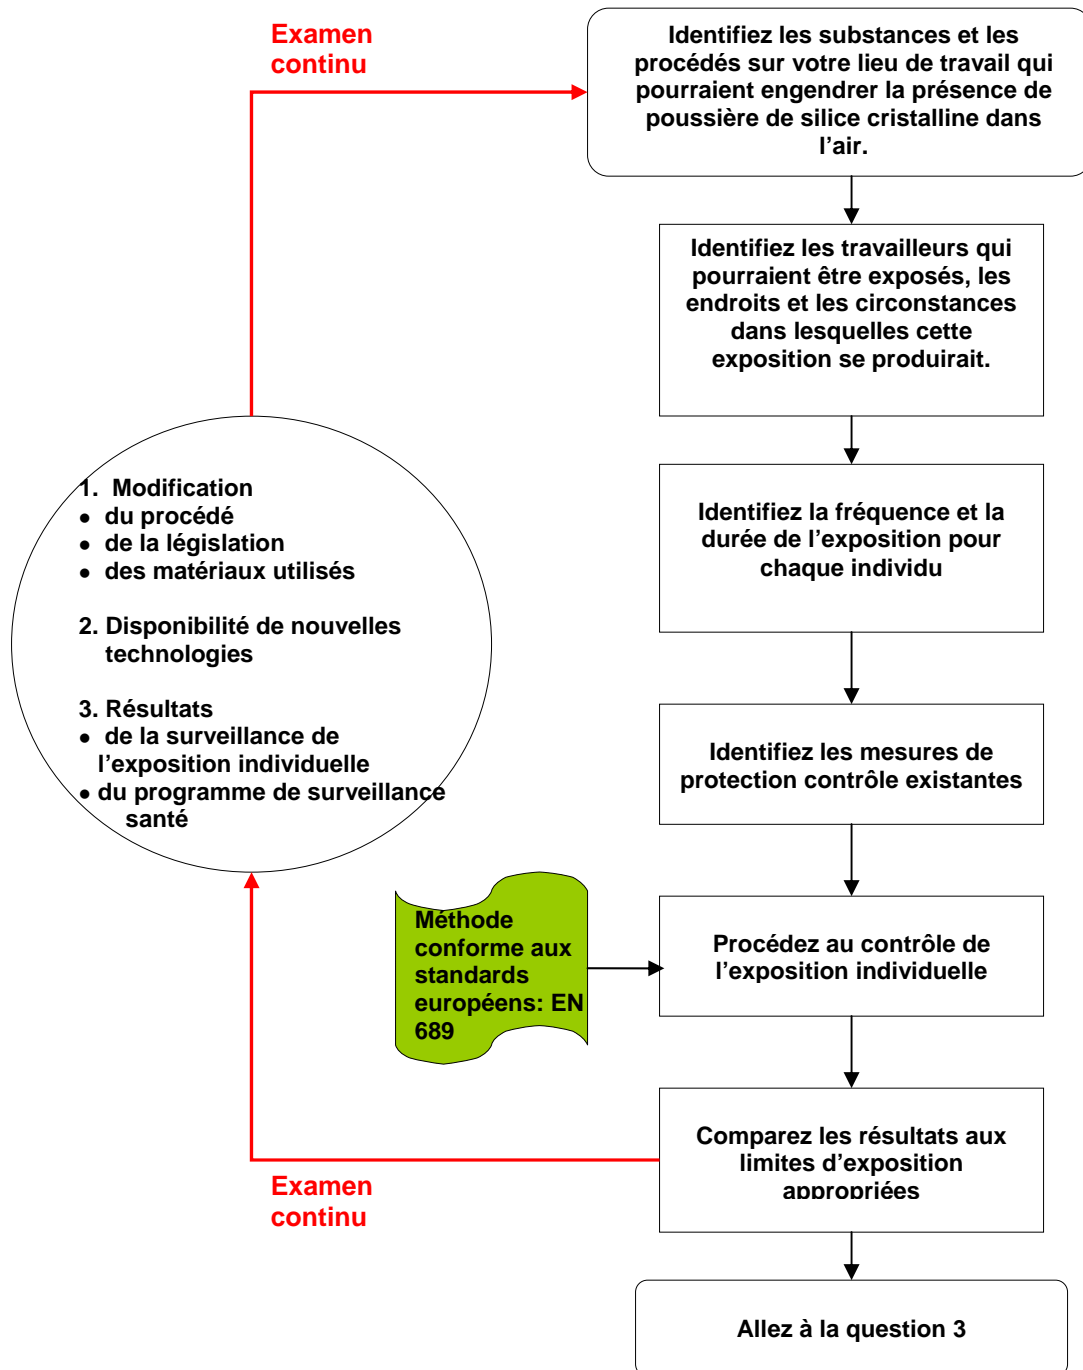 Examen
continu
Identifiez les substances et les
procédés sur votre lieu de travail qui
pourraient engendrer la présence de
poussière de silice cristalline dans
l’air.
Identifiez les travailleurs qui
pourraient être exposés, les
endroits et les circonstances
dans lesquelles cette
exposition se produirait.
Identifiez la fréquence et la
durée de l’exposition pour
chaque individu
1. Modification
• du procédé
• de la législation
• des matériaux utilisés
2. Disponibilité de nouvelles
technologies
3. Résultats
• de la surveillance de
l’exposition individuelle
• du programme de surveillance
santé
Identifiez les mesures de
protection contrôle existantes
Méthode
conforme aux
standards
européens: EN
689
Procédez au contrôle de
l’exposition individuelle
Comparez les résultats aux
limites d’exposition
appropriées
Examen
continu
Allez à la question 3